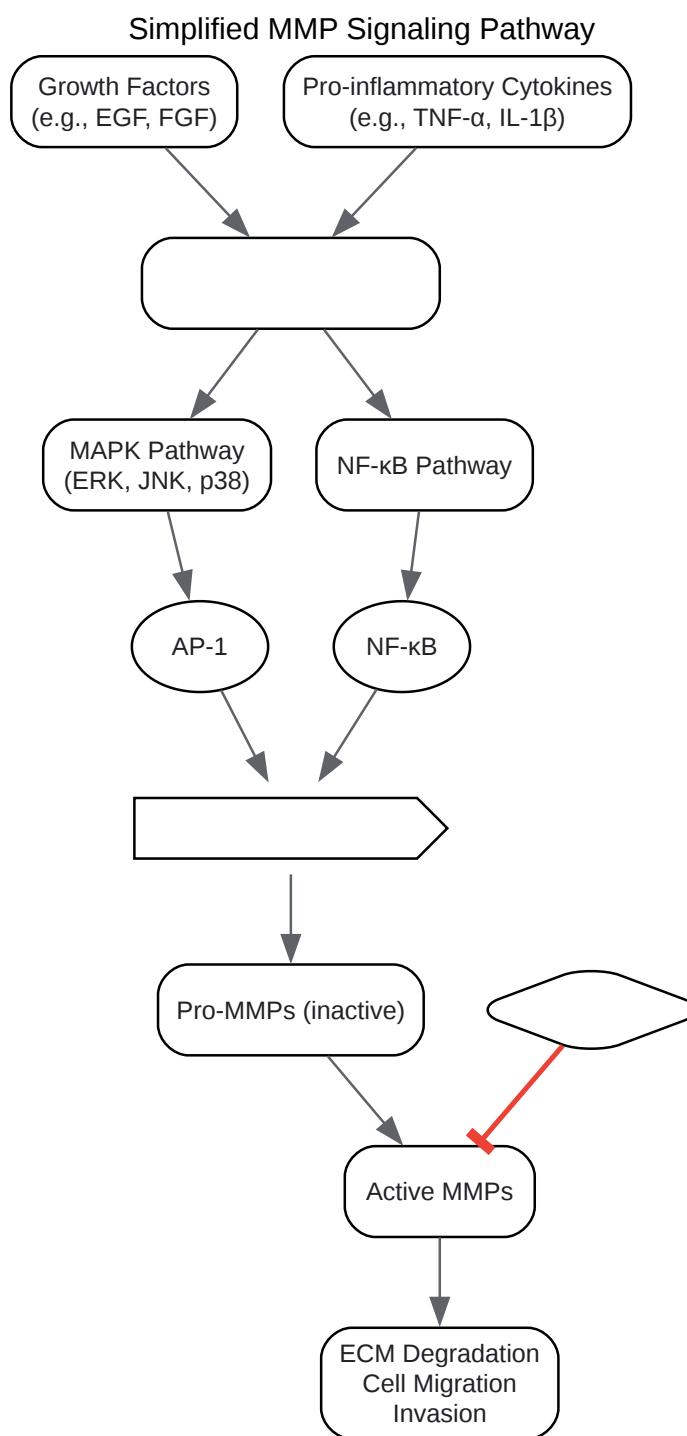 Simplified MMP Signaling Pathway
Growth Factors
(e.g., EGF, FGF)
Pro-inflammatory Cytokines
(e.g., TNF-α, IL-1β)
MAPK Pathway
(ERK, JNK, p38)
NF-κB Pathway
AP-1
NF-κB
Pro-MMPs (inactive)
Active MMPs
ECM Degradation
Cell Migration
Invasion